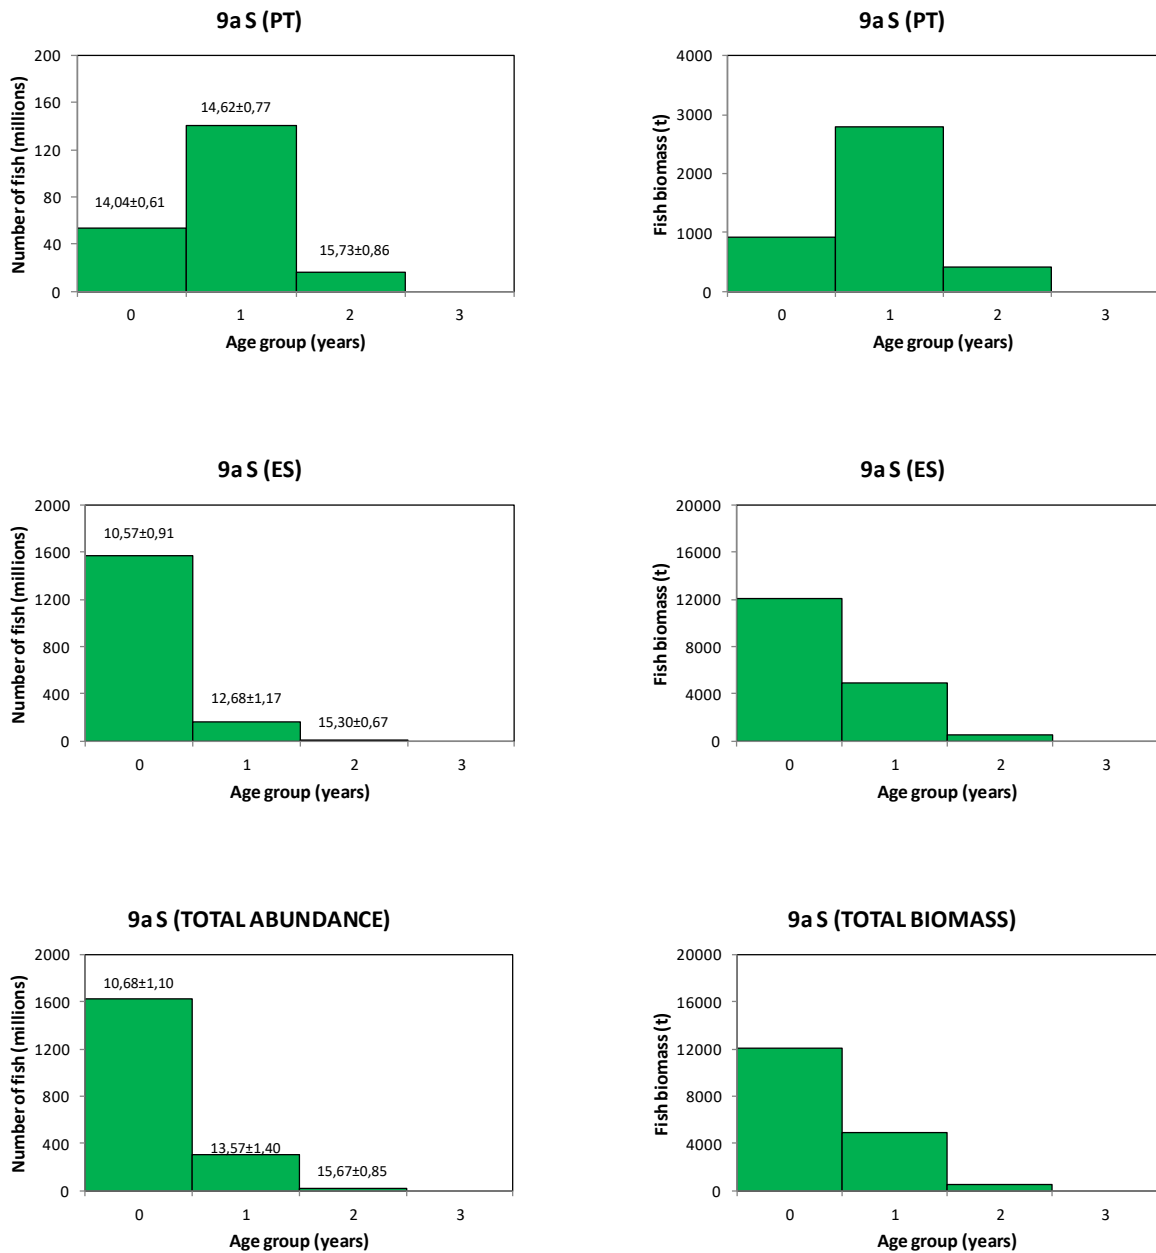 9a S (PT)
Number of fish (millions)
200
160
120
80
40
0
14,04±0,61
14,62±0,77
15,73±0,86
0 1 2 3
Age group (years)
9a S (PT)
Fish biomass (t)
4000
3000
2000
1000
0
0 1 2 3
Age group (years)
9a S (ES)
Number of fish (millions)
2000
1600
1200
800
400
0
10,57±0,91
12,68±1,17
15,30±0,67
0 1 2 3
Age group (years)
9a S (ES)
Fish biomass (t)
20000
16000
12000
8000
4000
0
0 1 2 3
Age group (years)
9a S (TOTAL ABUNDANCE)
Number of fish (millions)
2000
1600
1200
800
400
0
10,68±1,10
13,57±1,40
15,67±0,85
0 1 2 3
Age group (years)
9a S (TOTAL BIOMASS)
Fish biomass (t)
20000
16000
12000
8000
4000
0
0 1 2 3
Age group (years)